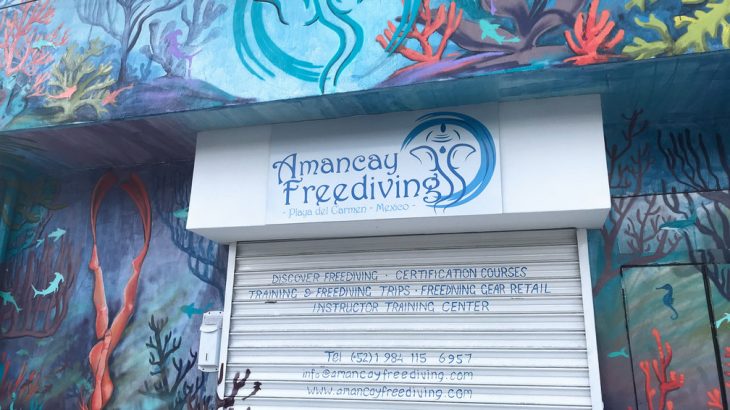 Amancay
Freediving
- Playa del Carmen - Mexico -
DISCOVER FREEDIVING · CERTIFICATION COURSES
TRAINING & FREEDIVING TRIPS · FREEDIVING GEAR RETAIL
INSTRUCTOR TRAINING CENTER
Tel (+52) 1 984 115 6957
info@amancayfreediving.com
www.amancayfreediving.com